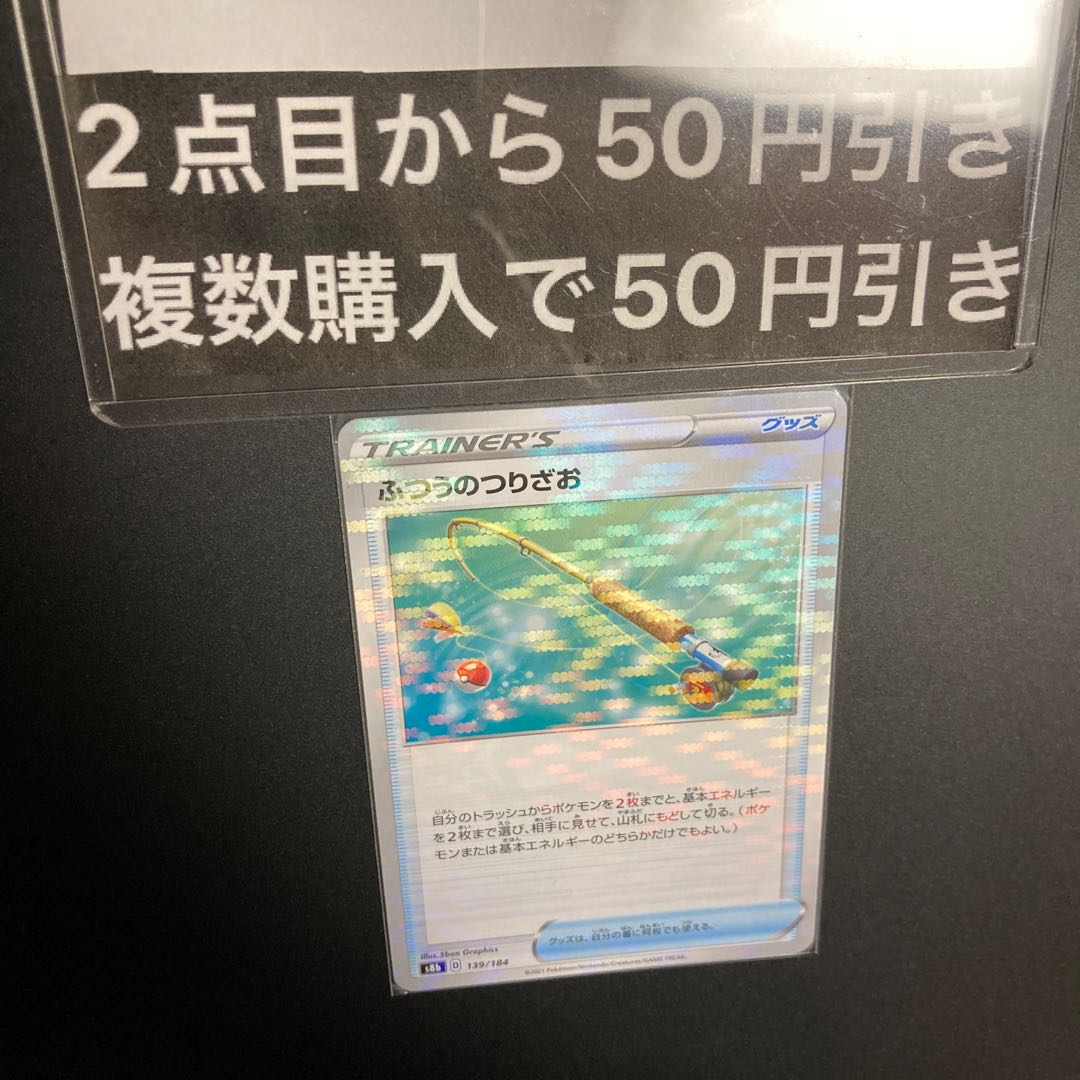 2点目から50円引き
複数購入で50円引き
TRAINER'S
グッズ
ふつうのつりざお
自分のトラッシュからポケモンを2枚までと、基本エネルギー
を2枚まで選び、相手に見せて、山札にもどして切る。(ポケ
モンまたは基本エネルギーのどちらかだけでもよい。)
グッズは、自分の番に何枚でも使える。
Illus. 5ban Graphics
s8b D 139/184
©2021 Pokémon/Nintendo/Creatures/GAME FREAK.